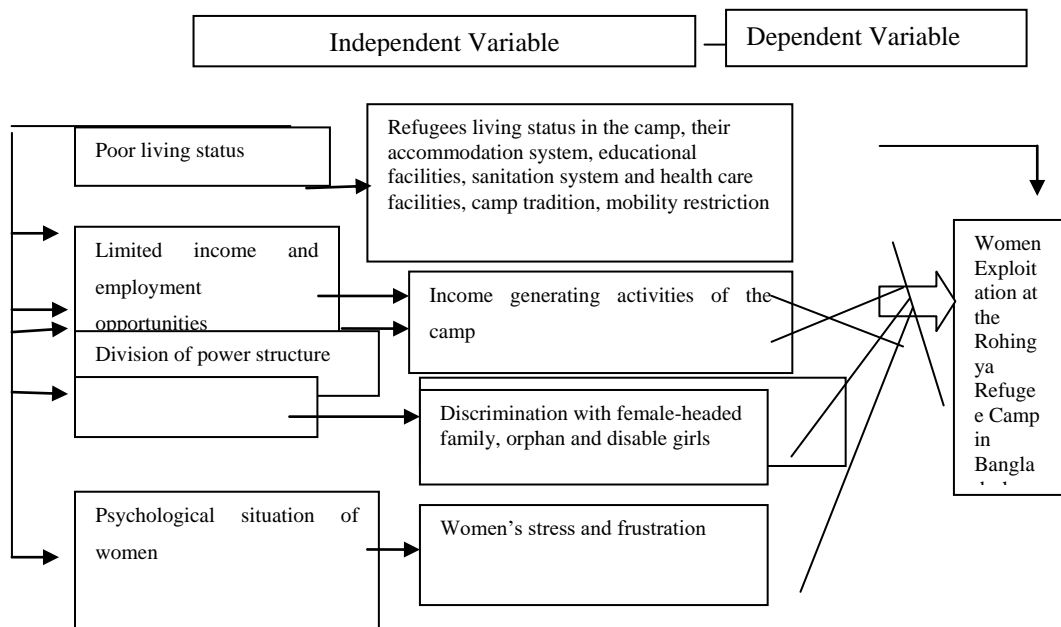 Independent Variable
Dependent Variable
Poor living status
Refugees living status in the camp, their
accommodation system, educational
facilities, sanitation system and health care
facilities, camp tradition, mobility restriction
Limited income and
employment
opportunities
Income generating activities of the
camp
Division of power structure
Discrimination with female-headed
family, orphan and disable girls
Psychological situation of
women
Women’s stress and frustration
Women
Exploit
ation at
the
Rohing
ya
Refuge
e Camp
in
Bangla